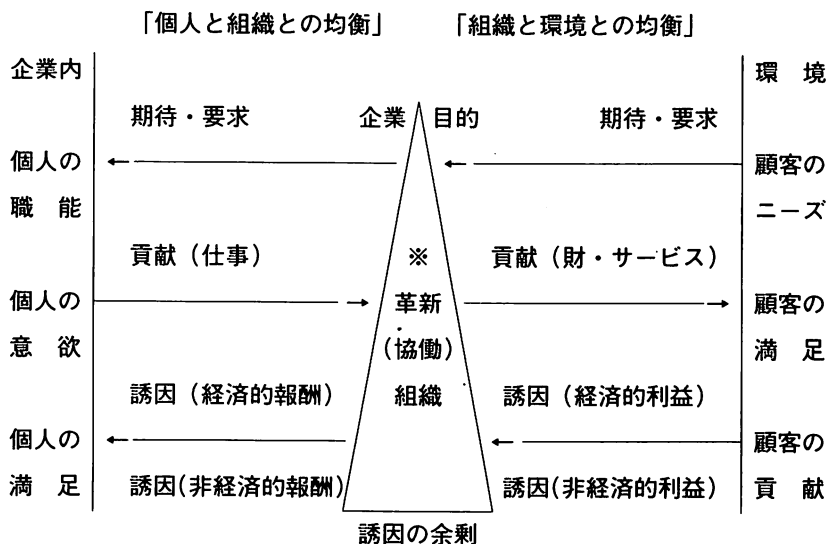 「個人と組織との均衡」 「組織と環境との均衡」
企業内 環 境
期待・要求 企業 目的 期待・要求
個人の 顧客の
職 能 ニーズ
貢献(仕事) ※ 貢献(財・サービス)
個人の 革新 顧客の
意 欲 (協働) 満 足
誘因(経済的報酬) 組織 誘因(経済的利益)
個人の 顧客の
満 足 誘因(非経済的報酬) 誘因(非経済的利益) 貢 献
誘因の余剰